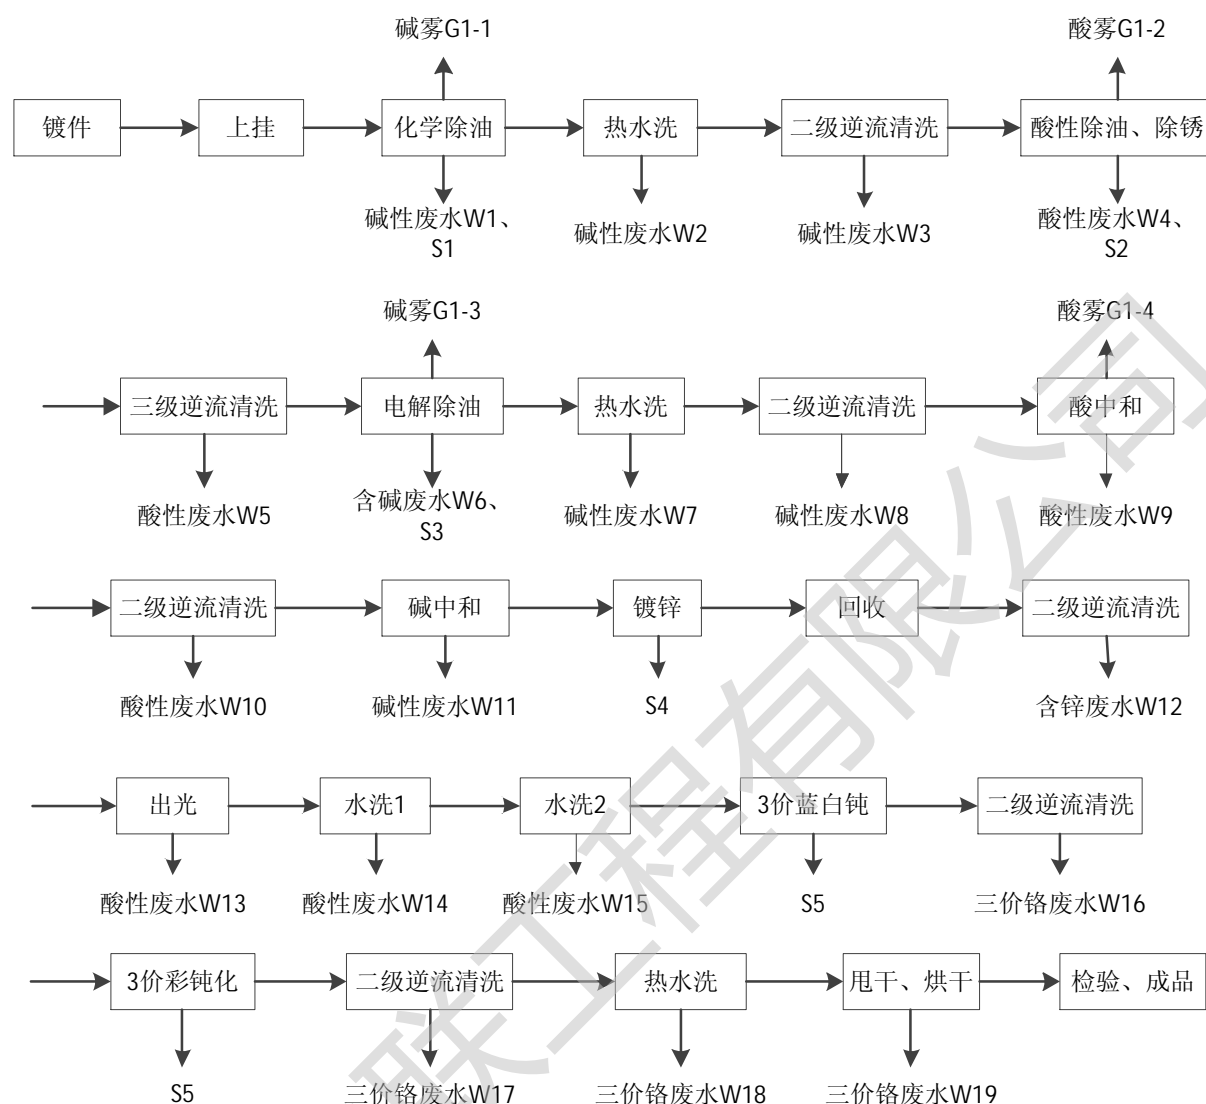 碱雾G1-1
酸雾G1-2
镀件
上挂
化学除油
热水洗
二级逆流清洗
酸性除油、除锈
碱性废水W1、
S1
碱性废水W2
碱性废水W3
酸性废水W4、
S2
碱雾G1-3
酸雾G1-4
三级逆流清洗
电解除油
热水洗
二级逆流清洗
酸中和
酸性废水W5
含碱废水W6、
S3
碱性废水W7
碱性废水W8
酸性废水W9
二级逆流清洗
碱中和
镀锌
回收
二级逆流清洗
酸性废水W10
碱性废水W11
S4
含锌废水W12
出光
水洗1
水洗2
3价蓝白钝
二级逆流清洗
酸性废水W13
酸性废水W14
酸性废水W15
S5
三价铬废水W16
3价彩钝化
二级逆流清洗
热水洗
甩干、烘干
检验、成品
S5
三价铬废水W17
三价铬废水W18
三价铬废水W19
联工程有限公司